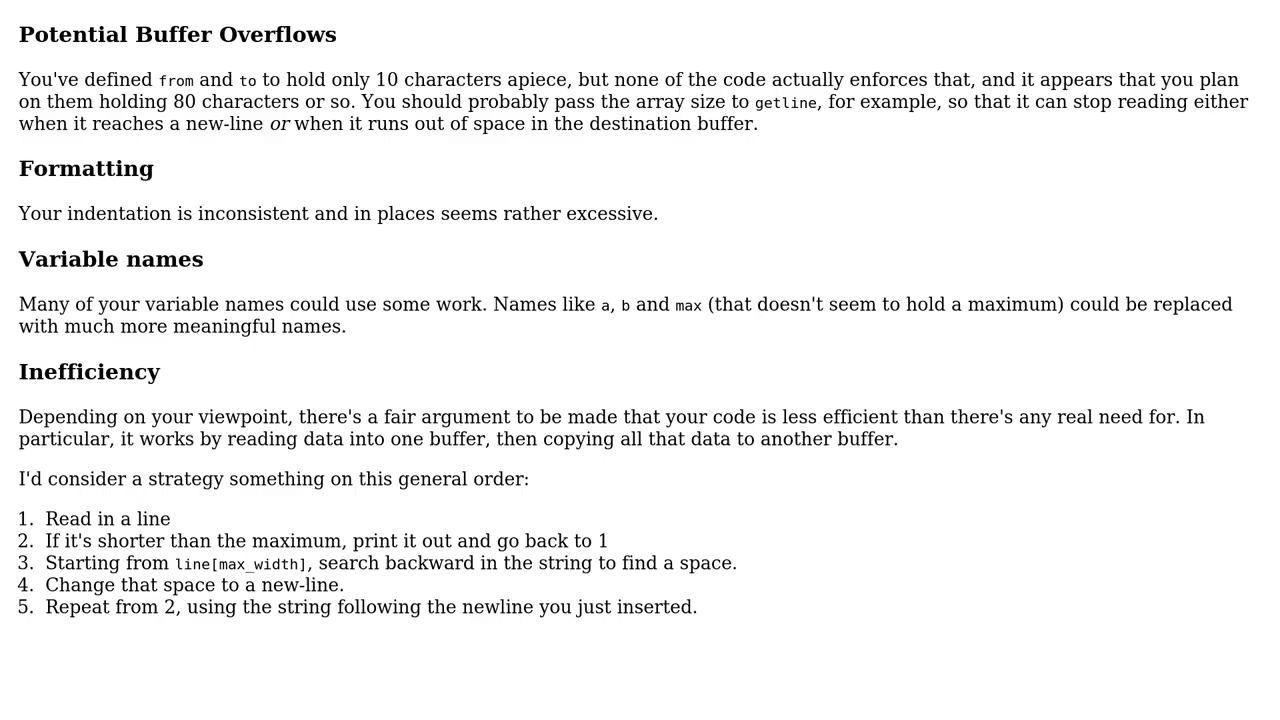 Potential Buffer Overflows
You've defined from and to to hold only 10 characters apiece, but none of the code actually enforces that, and it appears that you plan
on them holding 80 characters or so. You should probably pass the array size to getline, for example, so that it can stop reading either
when it reaches a new-line or when it runs out of space in the destination buffer.
Formatting
Your indentation is inconsistent and in places seems rather excessive.
Variable names
Many of your variable names could use some work. Names like a, b and max (that doesn't seem to hold a maximum) could be replaced
with much more meaningful names.
Inefficiency
Depending on your viewpoint, there's a fair argument to be made that your code is less efficient than there's any real need for. In
particular, it works by reading data into one buffer, then copying all that data to another buffer.
I'd consider a strategy something on this general order:
1. Read in a line
2. If it's shorter than the maximum, print it out and go back to 1
3. Starting from line[max_width], search backward in the string to find a space.
4. Change that space to a new-line.
5. Repeat from 2, using the string following the newline you just inserted.